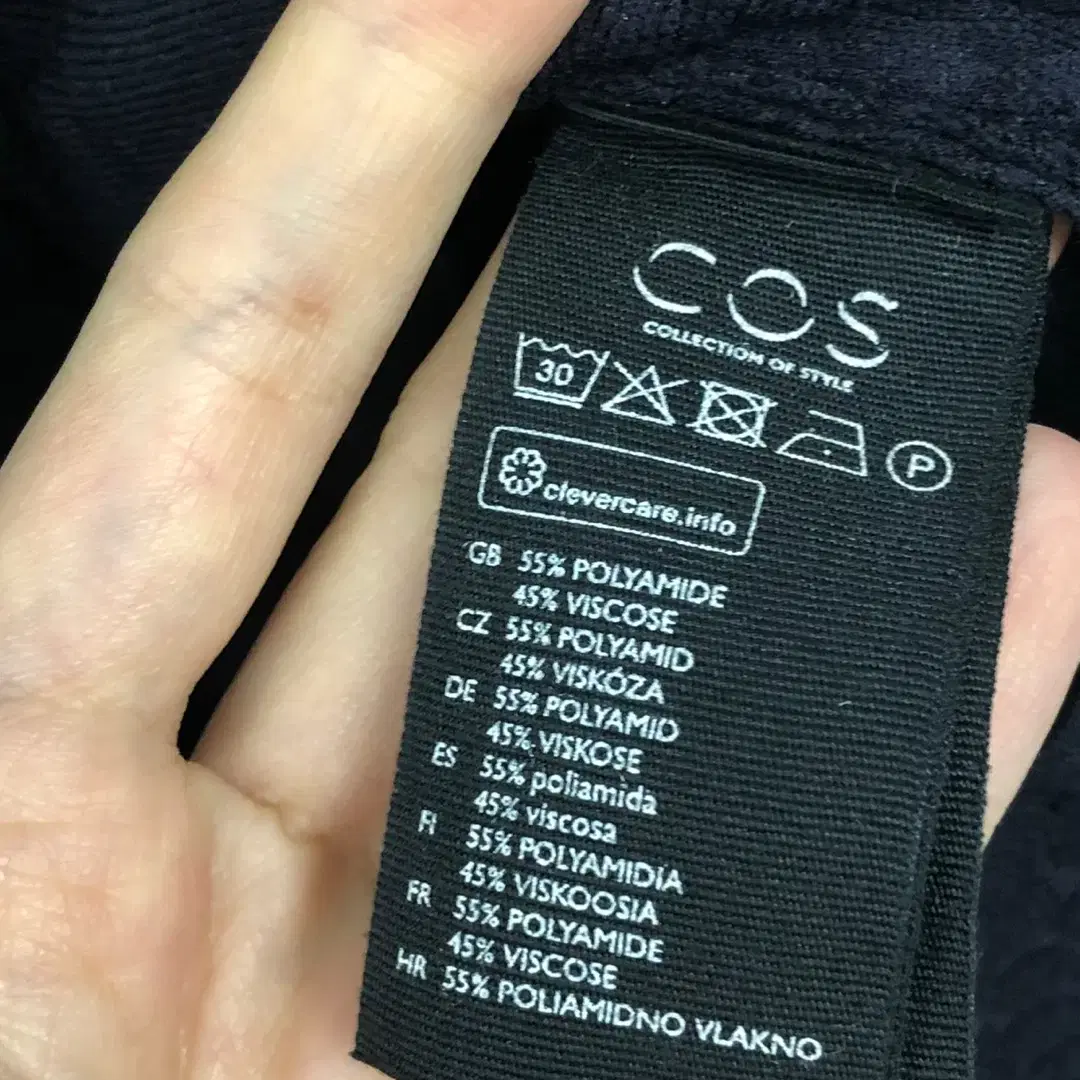 COS
COLLECTION OF STYLE
30 P
clevercare.info
GB 55% POLYAMIDE
45% VISCOSE
CZ 55% POLYAMID
45% VISKÓZA
DE 55% POLYAMID
45% VISKOSE
ES 55% poliamida
45% viscosa
FI 55% POLYAMIDIA
45% VISKOOSIA
FR 55% POLYAMIDE
45% VISCOSE
HR 55% POLIAMIDNO VLAKNO